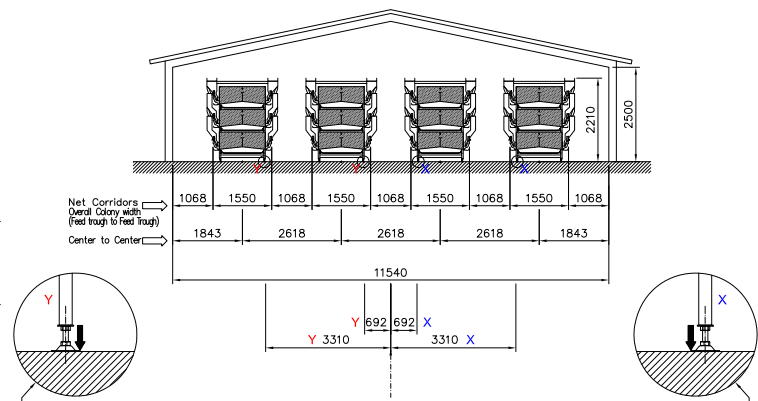 2210
2500
Y Y X X
Net Corridors 1068 1550 1068 1550 1068 1550 1068 1550 1068
Overall Colony width
(Feed trough to Feed Trough)
Center to Center 1843 2618 2618 2618 1843
11540
Y X
Y 692 692 X
Y 3310 3310 X